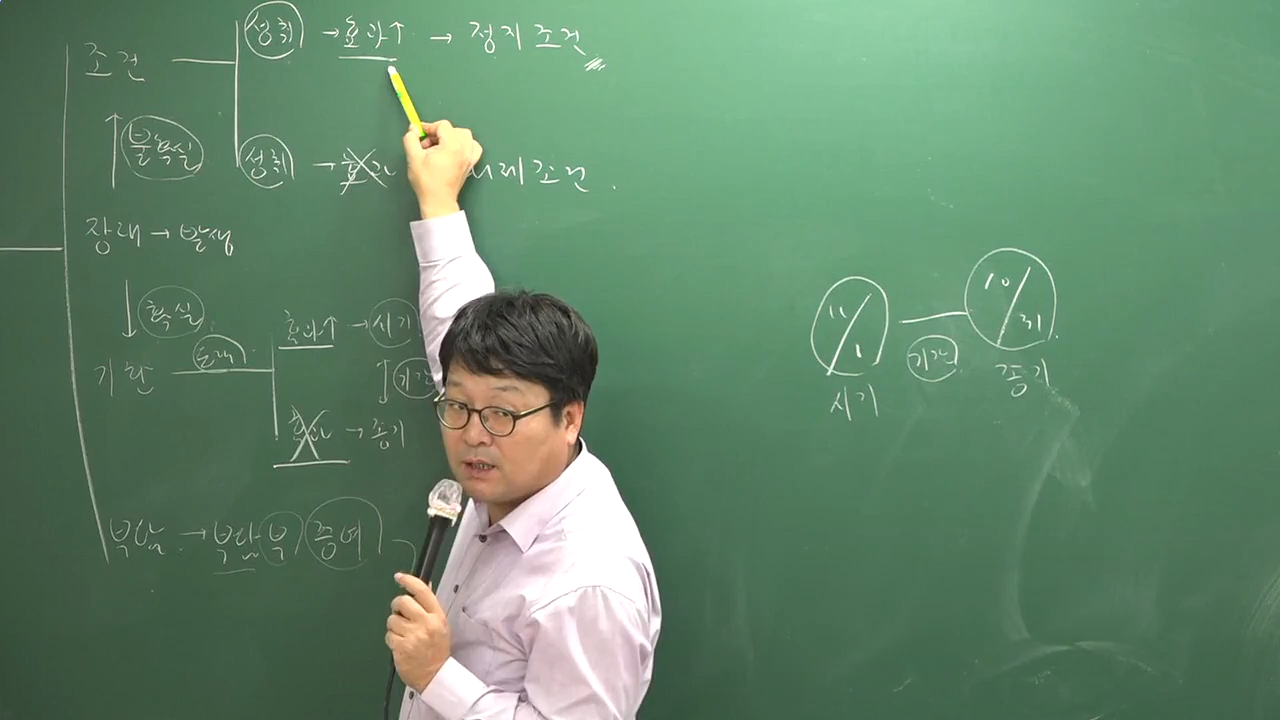 성취 → 효과↑ → 정지조건
조건
불확실
성취 → 효과 제조건.
장래 → 발생
확실
효과↑ → 시기
도래
기한
기간
효과 → 종기
부담 → 부담부 증여
11/1 10/31.
기간
시기 종기